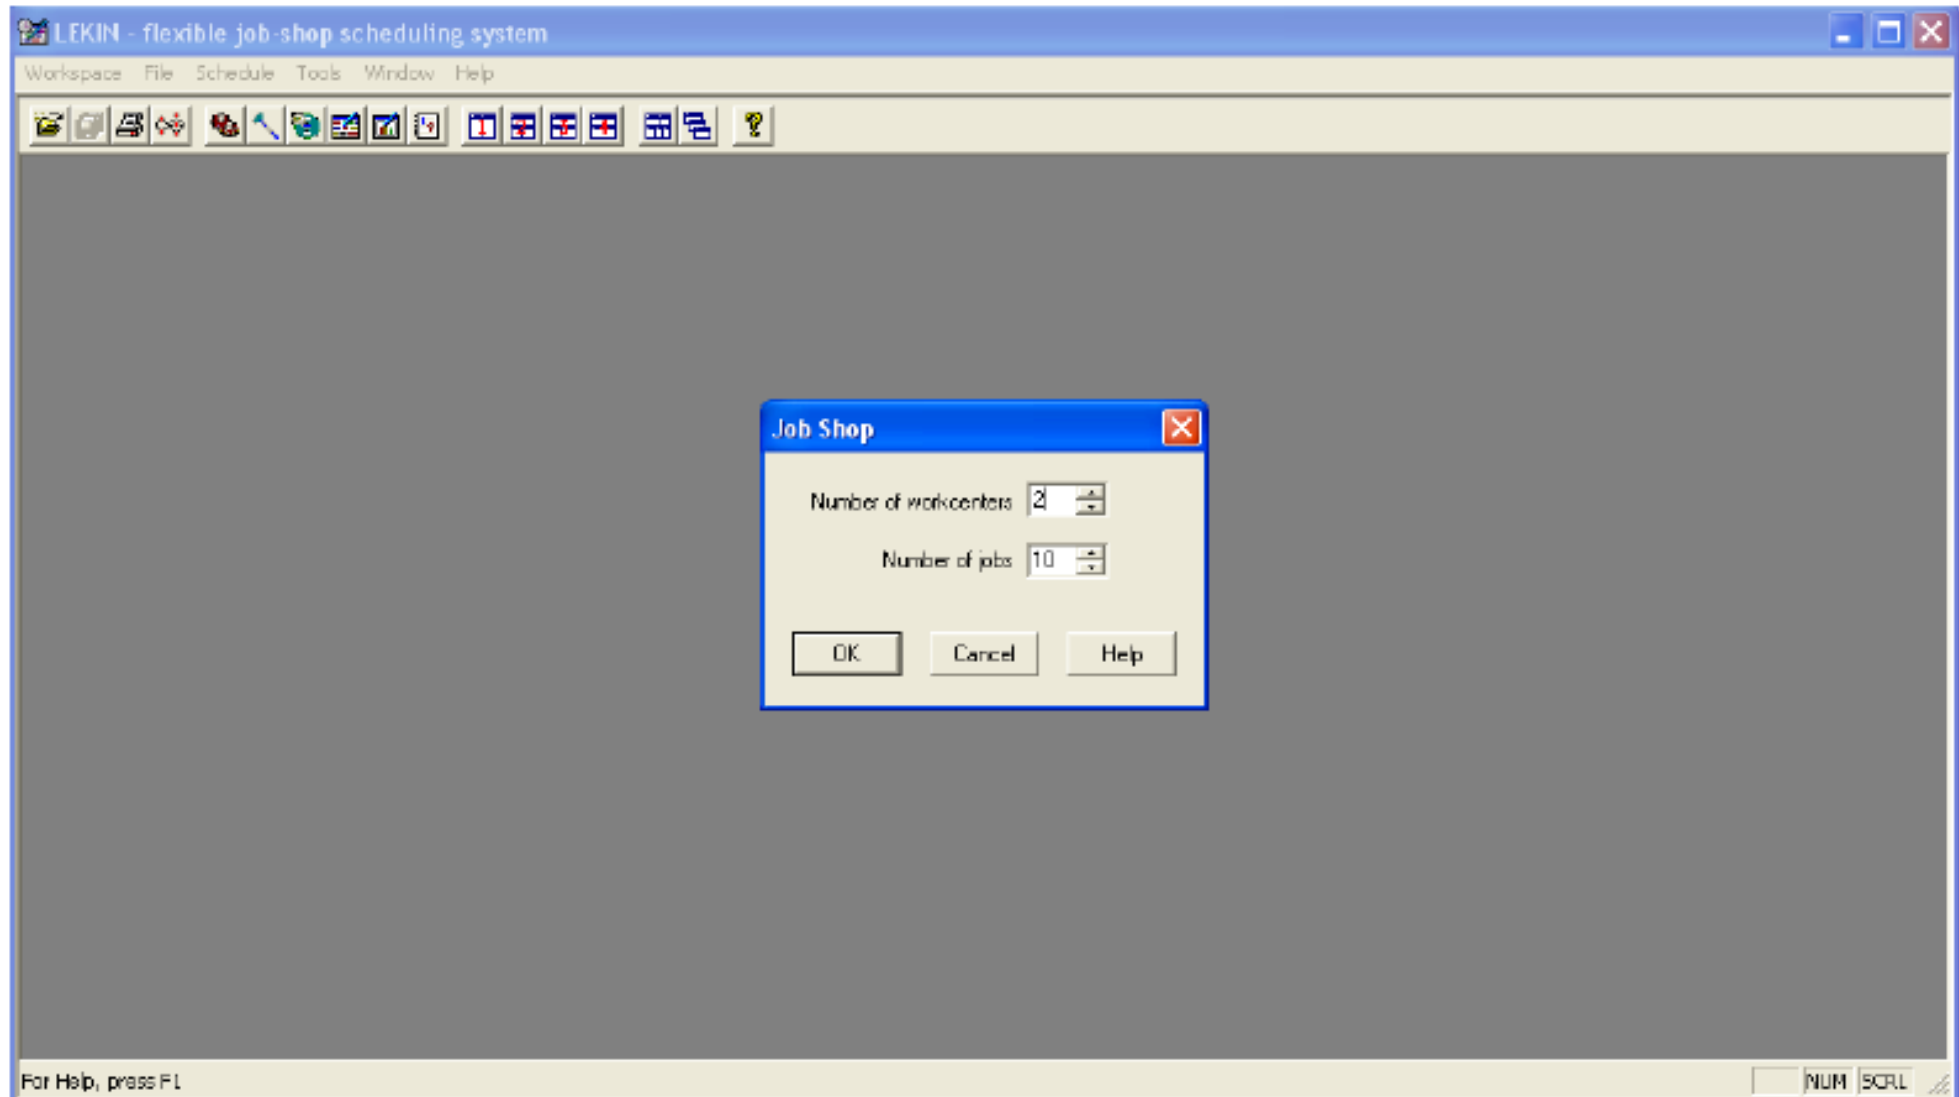 LEKIN - flexible job-shop scheduling system
Workspace File Schedule Tools Window Help
Job Shop
Number of workcenters 2
Number of jobs 10
OK Cancel Help
For Help, press F1 NUM SCRL